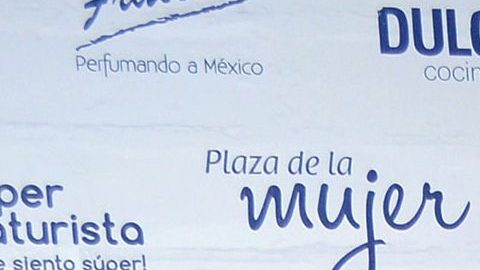 Perfumando a México
DULC
cocin
Plaza de la
mujer
per
aturista
e siento súper!